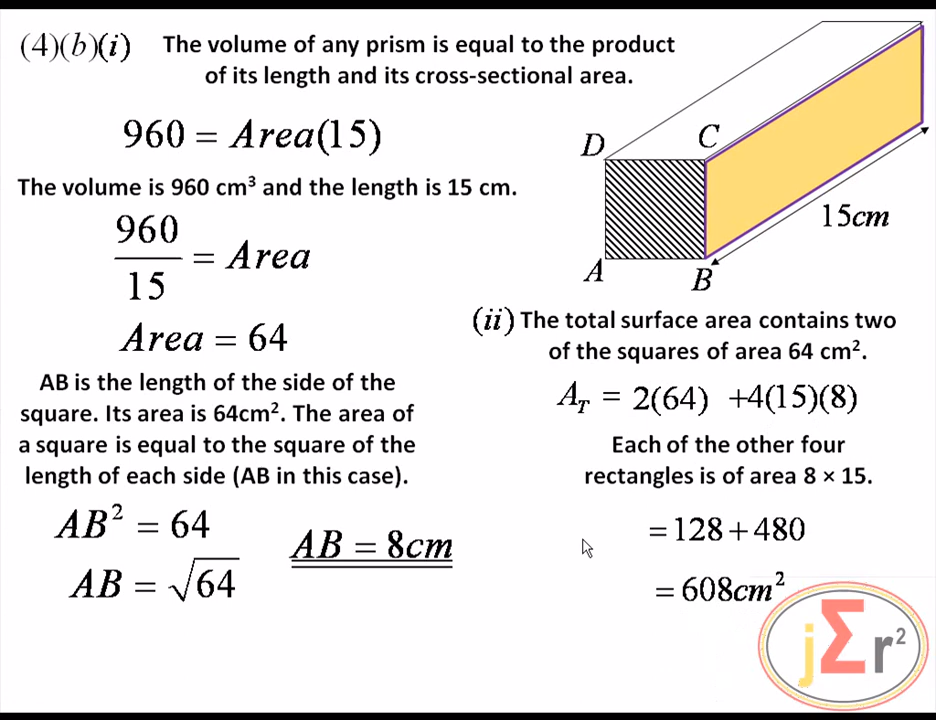 (4)(b)(i) The volume of any prism is equal to the product
of its length and its cross-sectional area.
960 = Area(15)
The volume is 960 cm³ and the length is 15 cm.
960/15 = Area
Area = 64
AB is the length of the side of the
square. Its area is 64cm². The area of
a square is equal to the square of the
length of each side (AB in this case).
AB² = 64
AB = √64
AB = 8cm
D
C
A
B
15cm
(ii) The total surface area contains two
of the squares of area 64 cm².
A_T = 2(64) +4(15)(8)
Each of the other four
rectangles is of area 8 × 15.
= 128 + 480
= 608cm²
jΣr²